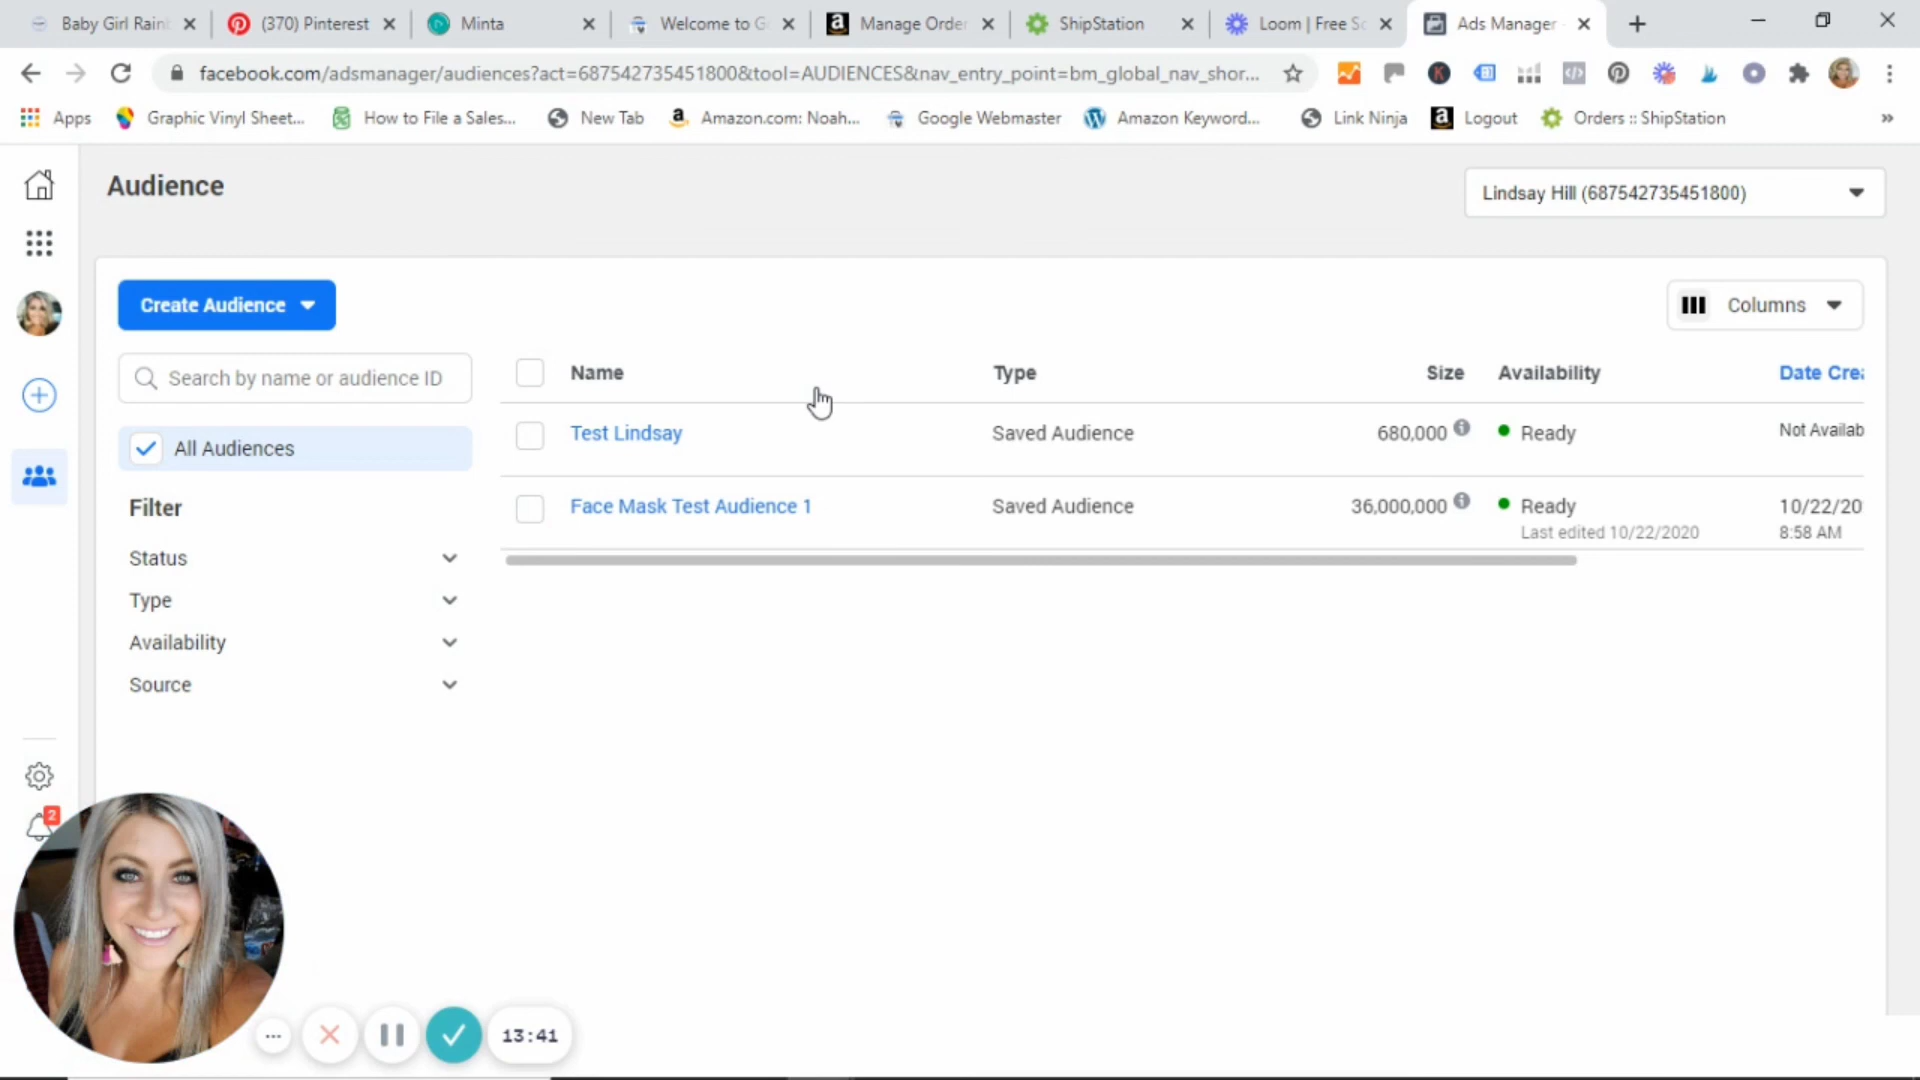 Baby Girl Rain
(370) Pinterest
Minta
Welcome to G
Manage Order
ShipStation
Loom | Free Sc
Ads Manager -
facebook.com/adsmanager/audiences?act=687542735451800&tool=AUDIENCES&nav_entry_point=bm_global_nav_shor...
Apps
Graphic Vinyl Sheet...
How to File a Sales...
New Tab
Amazon.com: Noah...
Google Webmaster
Amazon Keyword...
Link Ninja
Logout
Orders :: ShipStation
»
Audience
Lindsay Hill (687542735451800)
Create Audience
Columns
Search by name or audience ID
Name Type Size Availability Date Crea
All Audiences
Test Lindsay Saved Audience 680,000 Ready Not Availab
Filter
Face Mask Test Audience 1 Saved Audience 36,000,000 Ready 10/22/20
Last edited 10/22/2020 8:58 AM
Status
Type
Availability
Source
2
13:41